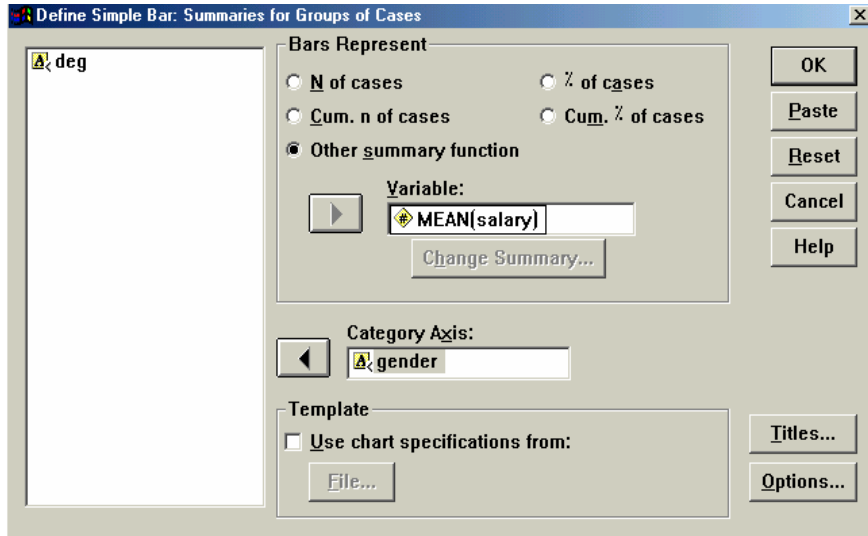 Define Simple Bar: Summaries for Groups of Cases
deg
Bars Represent
N of cases
% of cases
Cum. n of cases
Cum. % of cases
Other summary function
Variable:
MEAN(salary)
Change Summary...
Category Axis:
gender
Template
Use chart specifications from:
File...
OK
Paste
Reset
Cancel
Help
Titles...
Options...